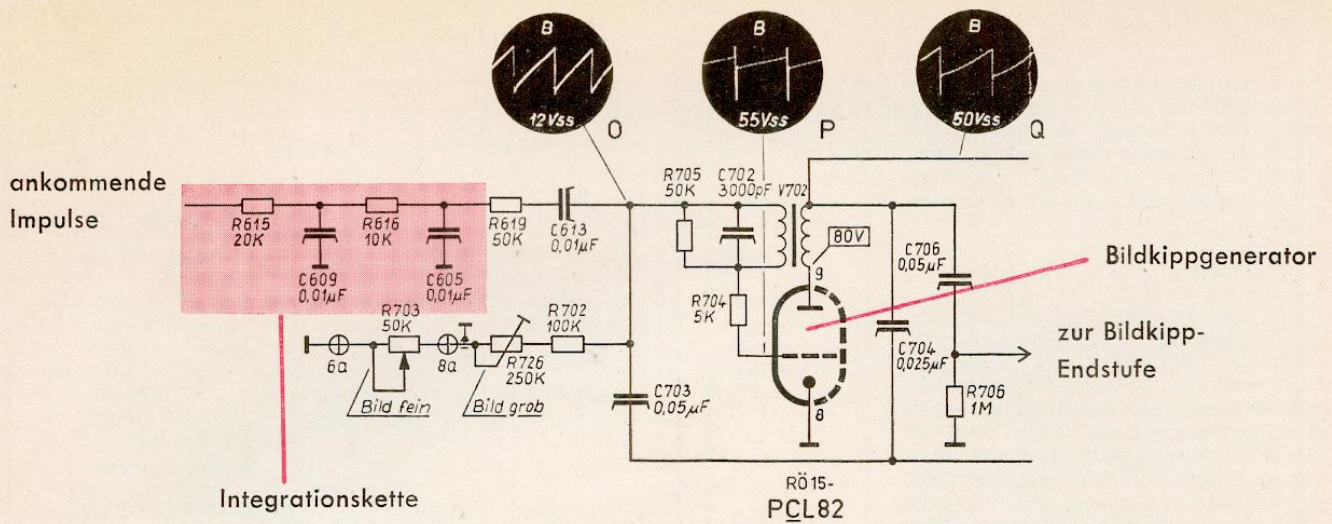 B
12Vss
O
B
55Vss
P
B
50Vss
Q
ankommende
Impulse
R615
20K
C609
0,01µF
R616
10K
C605
0,01µF
R619
50K
C613
0,01µF
R705
50K
C702
3000pF
V702
80V
9
R704
5K
8
C706
0,05µF
C704
0,025µF
R706
1M
Bildkippgenerator
zur Bildkipp-
Endstufe
R703
50K
6a
8a
Bild fein
R726
250K
Bild grob
R702
100K
C703
0,05µF
Integrationskette
RÖ15-
PCL82